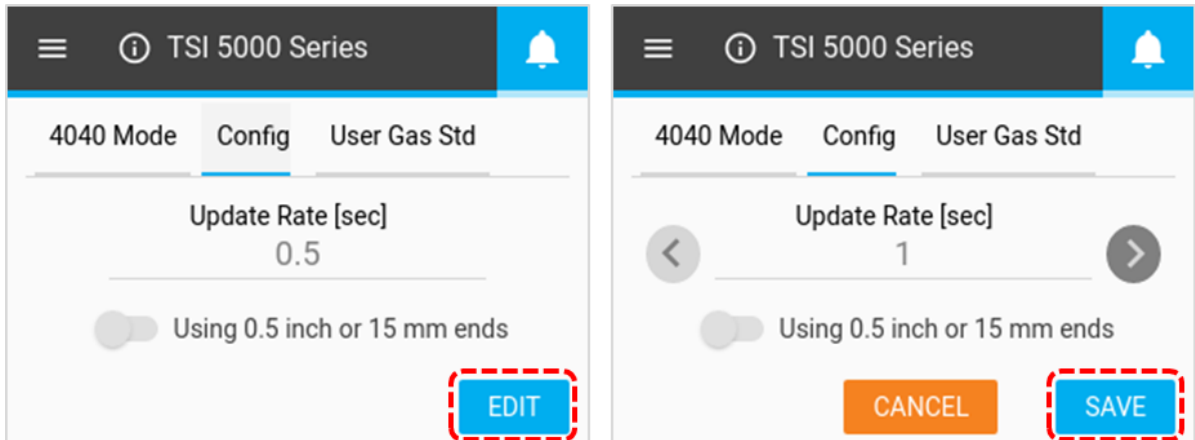 TSI 5000 Series
4040 Mode Config User Gas Std
Update Rate [sec]
0.5
Using 0.5 inch or 15 mm ends
EDIT
TSI 5000 Series
4040 Mode Config User Gas Std
Update Rate [sec]
1
Using 0.5 inch or 15 mm ends
CANCEL SAVE